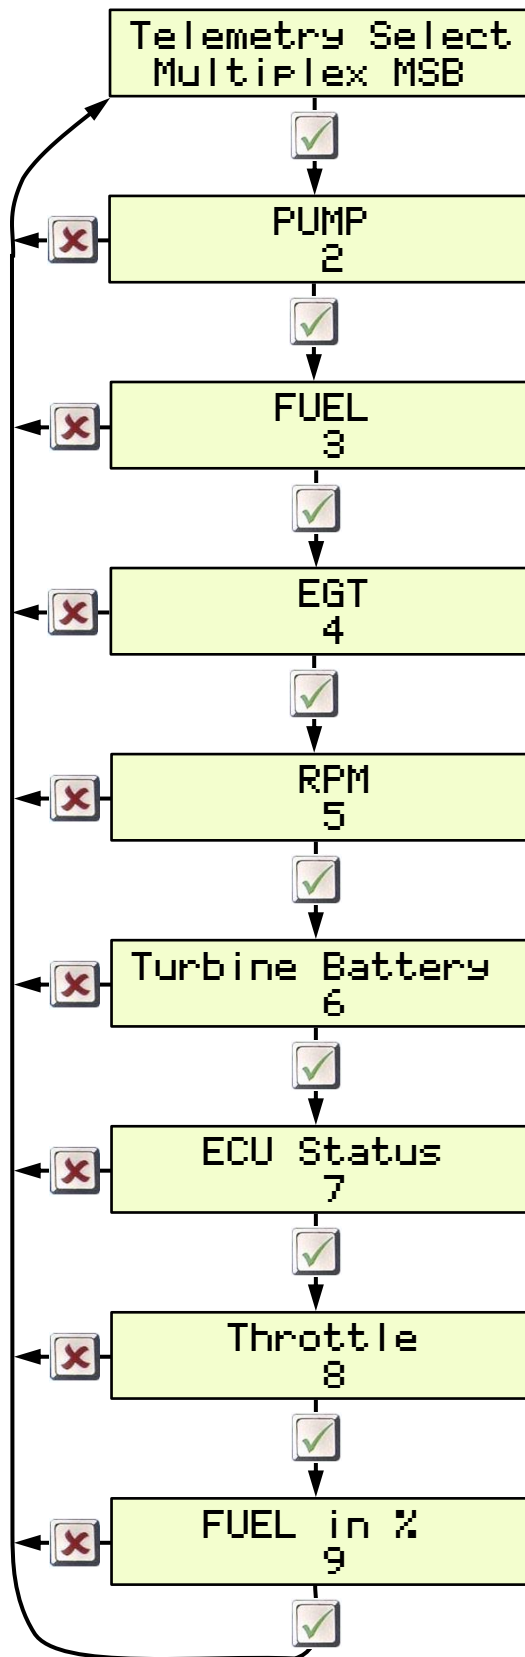 Telemetry Select
Multiplex MSB
PUMP
2
FUEL
3
EGT
4
RPM
5
Turbine Battery
6
ECU Status
7
Throttle
8
FUEL in %
9